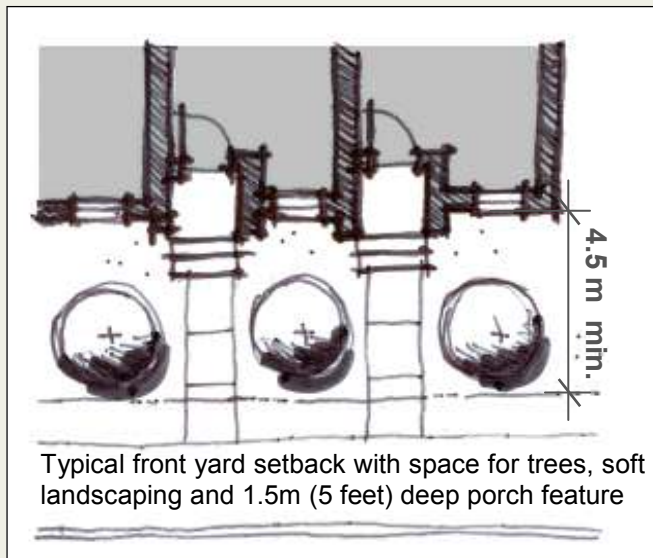 4.5 m min.
Typical front yard setback with space for trees, soft
landscaping and 1.5m (5 feet) deep porch feature